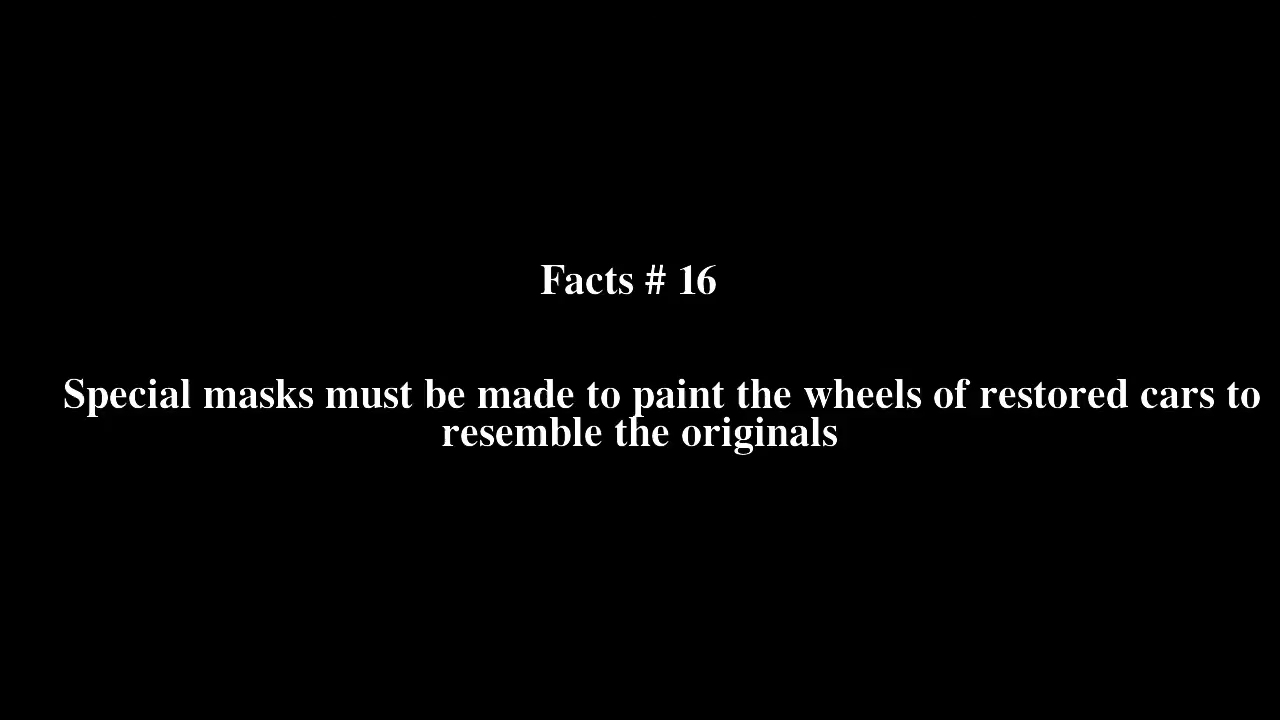 Facts # 16
Special masks must be made to paint the wheels of restored cars to
resemble the originals